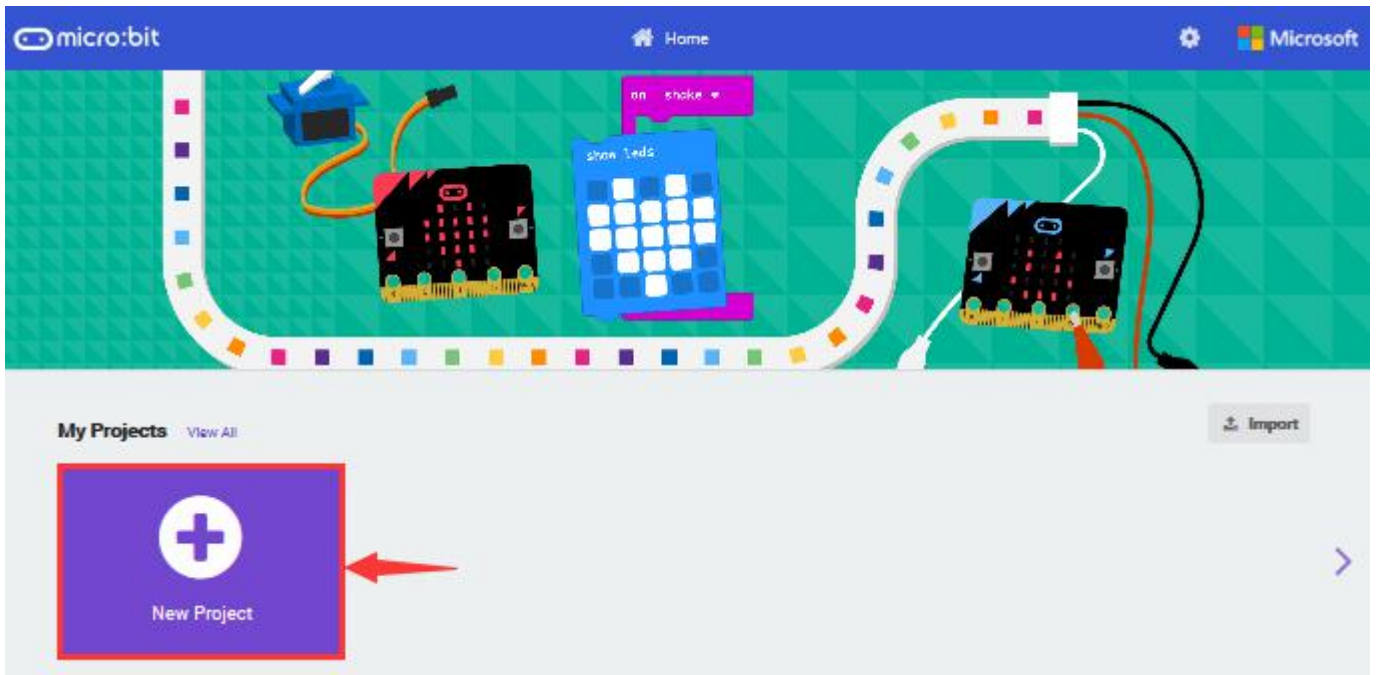 micro:bit
Home
Microsoft
on shake
show leds
My Projects View All
Import
New Project